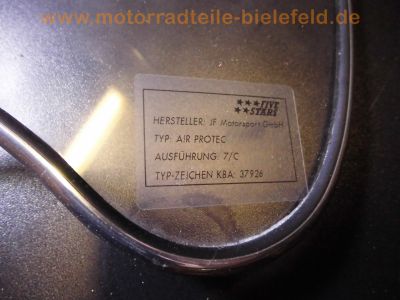 www.motorradteile-bielefeld.de
★★★FIVE
★★STARS
HERSTELLER: JF Motorsport GmbH
TYP: AIR PROTEC
AUSFÜHRUNG: 7/C
TYP-ZEICHEN KBA: 37926